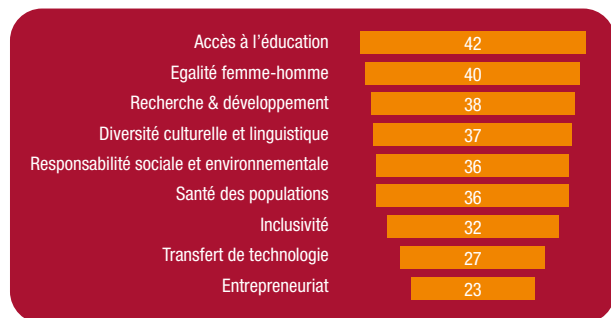 Accès à l'éducation 42
Egalité femme-homme 40
Recherche & développement 38
Diversité culturelle et linguistique 37
Responsabilité sociale et environnementale 36
Santé des populations 36
Inclusivité 32
Transfert de technologie 27
Entrepreneuriat 23